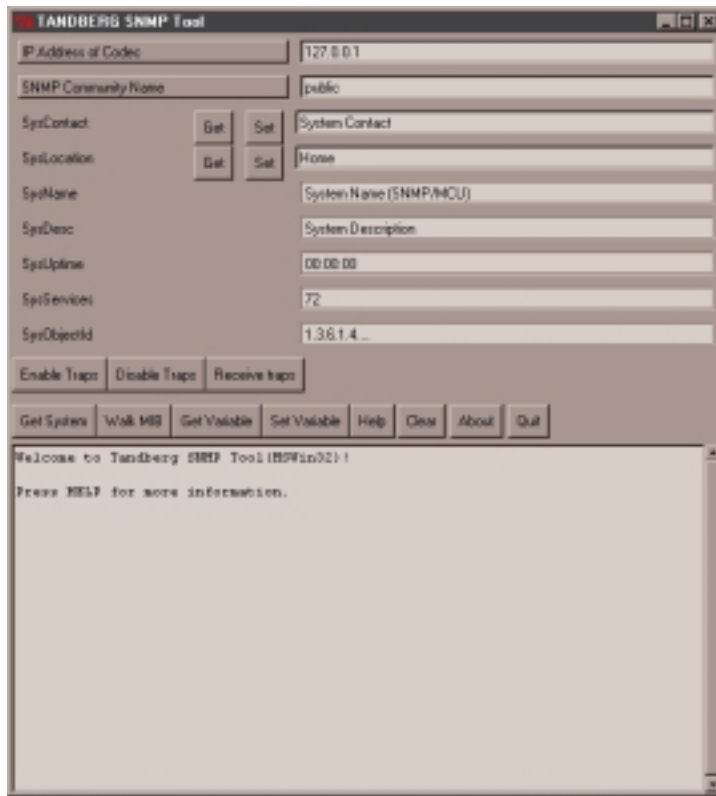 TANDBERG SNMP Tool
IP Address of Codec 127.0.0.1
SNMP Community Name public
SysContact Get Set System Contact
SysLocation Get Set Home
SysName System Name (SNMP/MCU)
SysDesc System Description
SysUptime 00:00:00
SysServices 72
SysObjectId 1.3.6.1.4....
Enable Traps Disable Traps Receive traps
Get System Walk MIB Get Variable Set Variable Help Clear About Quit
Welcome to Tandberg SNMP Tool(MSWin32)!
Press HELP for more information.